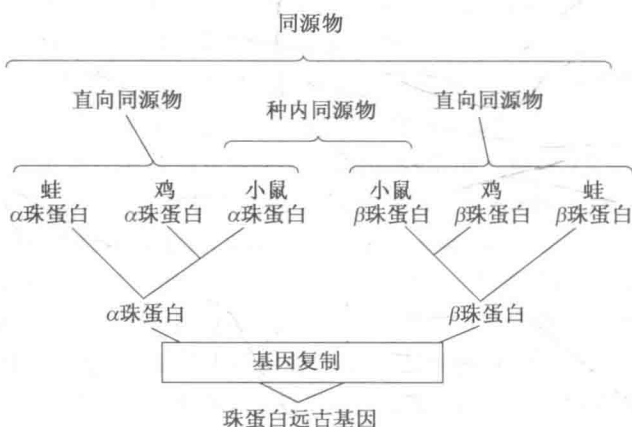 同源物
直向同源物 种内同源物 直向同源物
蛙 鸡 小鼠 小鼠 鸡 蛙
α珠蛋白 α珠蛋白 α珠蛋白 β珠蛋白 β珠蛋白 β珠蛋白
α珠蛋白 β珠蛋白
基因复制
珠蛋白远古基因